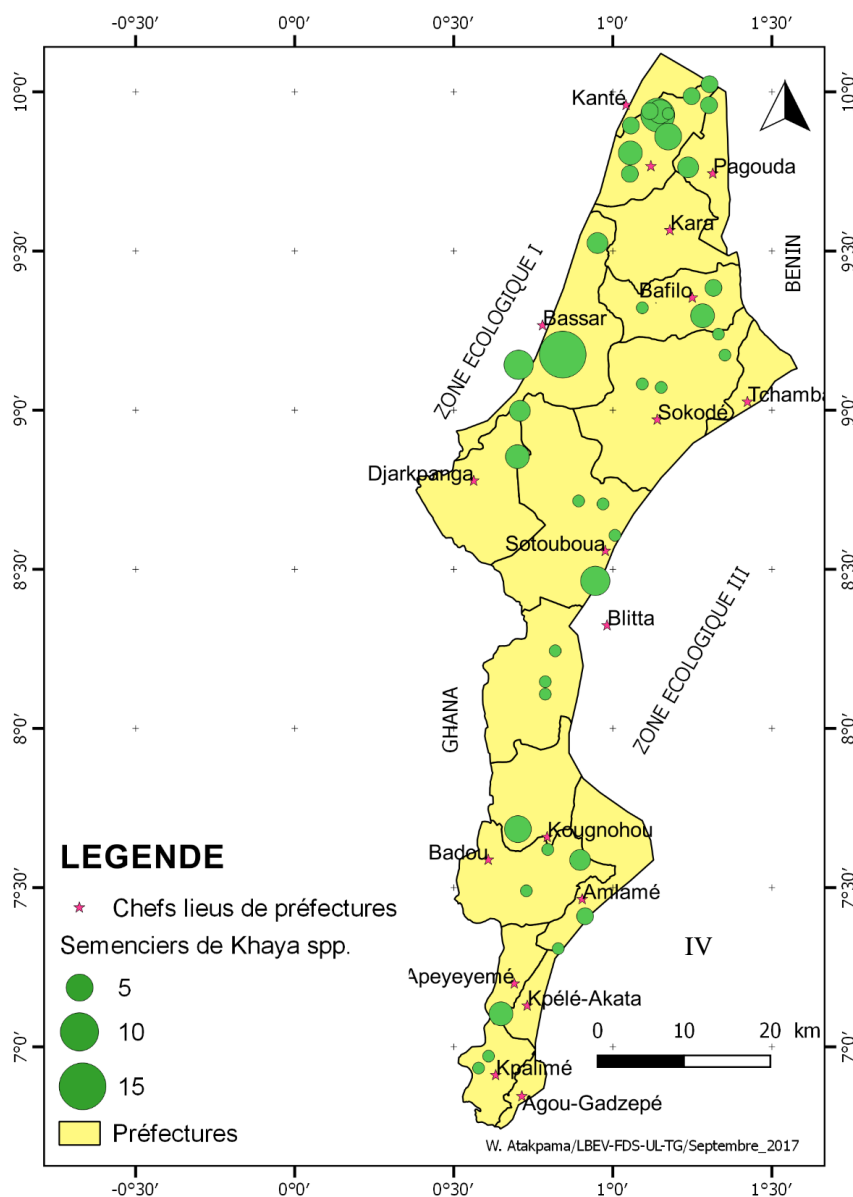 -0°30′ 0°0′ 0°30′ 1°0′ 1°30′
10°0′
9°30′
9°0′
8°30′
8°0′
7°30′
7°0′
Kanté
Pagouda
Kara
BENIN
Bafilo
ZONE ECOLOGIQUE I
Bassar
Tchamba
Sokodé
Djarkpanga
Sotouboua
Blitta
ZONE ECOLOGIQUE III
GHANA
Kougnohou
Badou
Amlamé
IV
Apeyeyemé
Kpélé-Akata
Kpalimé
Agou-Gadzepé
LEGENDE
Chefs lieus de préfectures
Semenciers de Khaya spp.
5
10
15
Préfectures
0 10 20 km
W. Atakpama/LBEV-FDS-UL-TG/Septembre_2017
10°0′
9°30′
9°0′
8°30′
8°0′
7°30′
7°0′
-0°30′ 0°0′ 0°30′ 1°0′ 1°30′